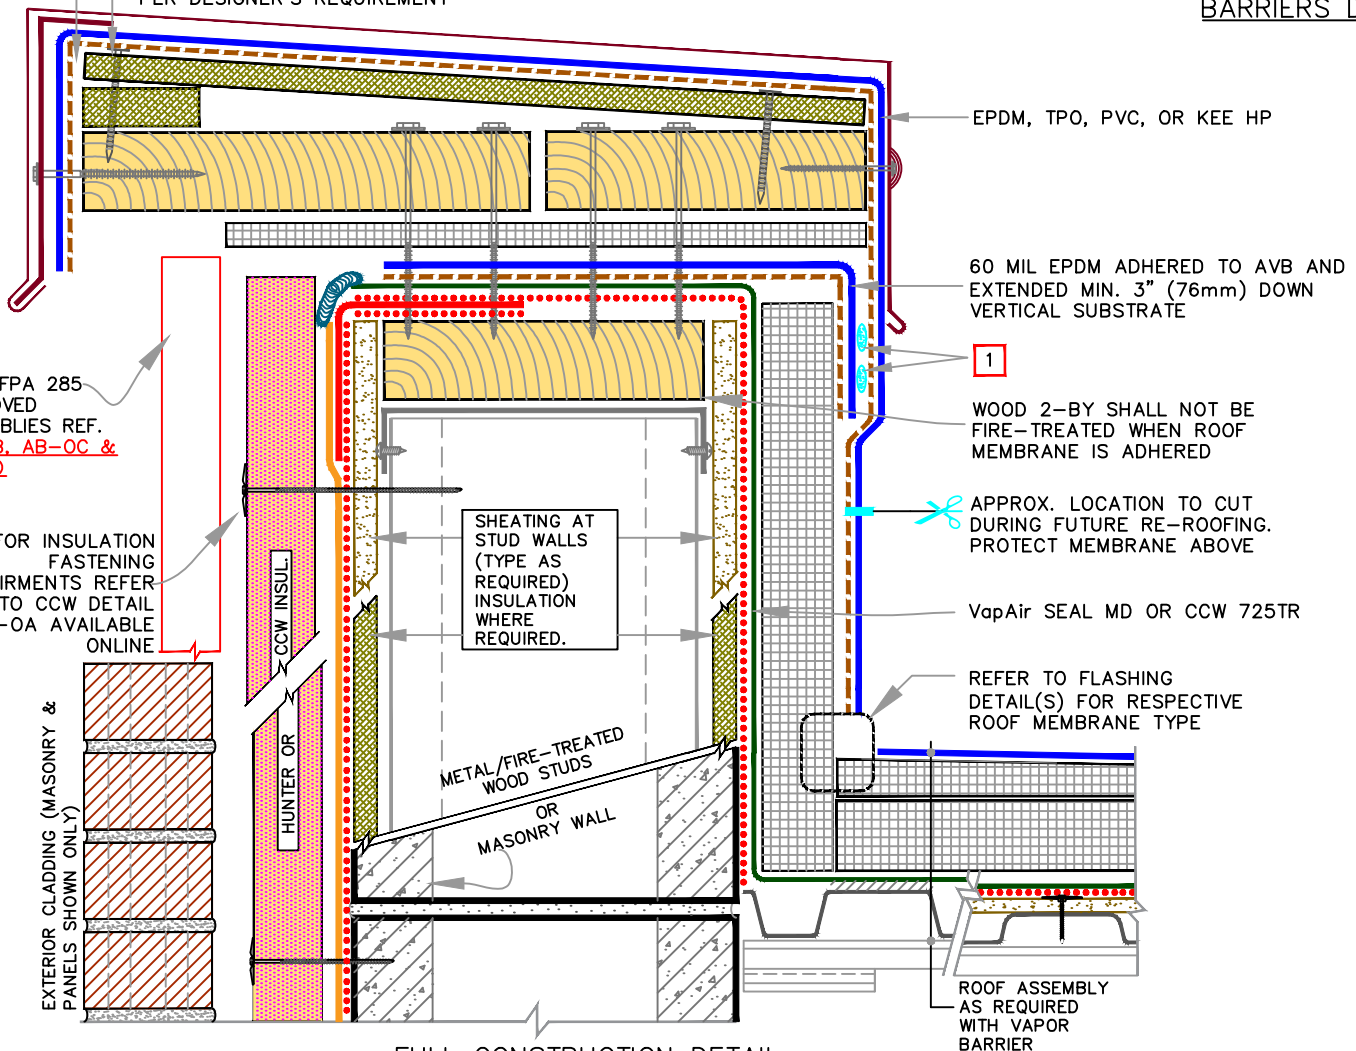 PER DESIGNER'S REQUIREMENT
BARRIERS
EPDM, TPO, PVC, OR KEE HP
60 MIL EPDM ADHERED TO AVB AND
EXTENDED MIN. 3" (76mm) DOWN
VERTICAL SUBSTRATE
1
WOOD 2-BY SHALL NOT BE
FIRE-TREATED WHEN ROOF
MEMBRANE IS ADHERED
APPROX. LOCATION TO CUT
DURING FUTURE RE-ROOFING.
PROTECT MEMBRANE ABOVE
VapAir SEAL MD OR CCW 725TR
REFER TO FLASHING
DETAIL(S) FOR RESPECTIVE
ROOF MEMBRANE TYPE
ROOF ASSEMBLY
AS REQUIRED
WITH VAPOR
BARRIER
FPA 285
OVED
BLIES REF.
, AB-OC &
TOR INSULATION
FASTENING
IRMENTS REFER
TO CCW DETAIL
-OA AVAILABLE
ONLINE
SHEATING AT
STUD WALLS
(TYPE AS
REQUIRED)
INSULATION
WHERE
REQUIRED.
HUNTER OR CCW INSUL.
METAL/FIRE-TREATED
WOOD STUDS
OR
MASONRY WALL
EXTERIOR CLADDING (MASONRY &
PANELS SHOWN ONLY)
FULL CONSTRUCTION DETAIL